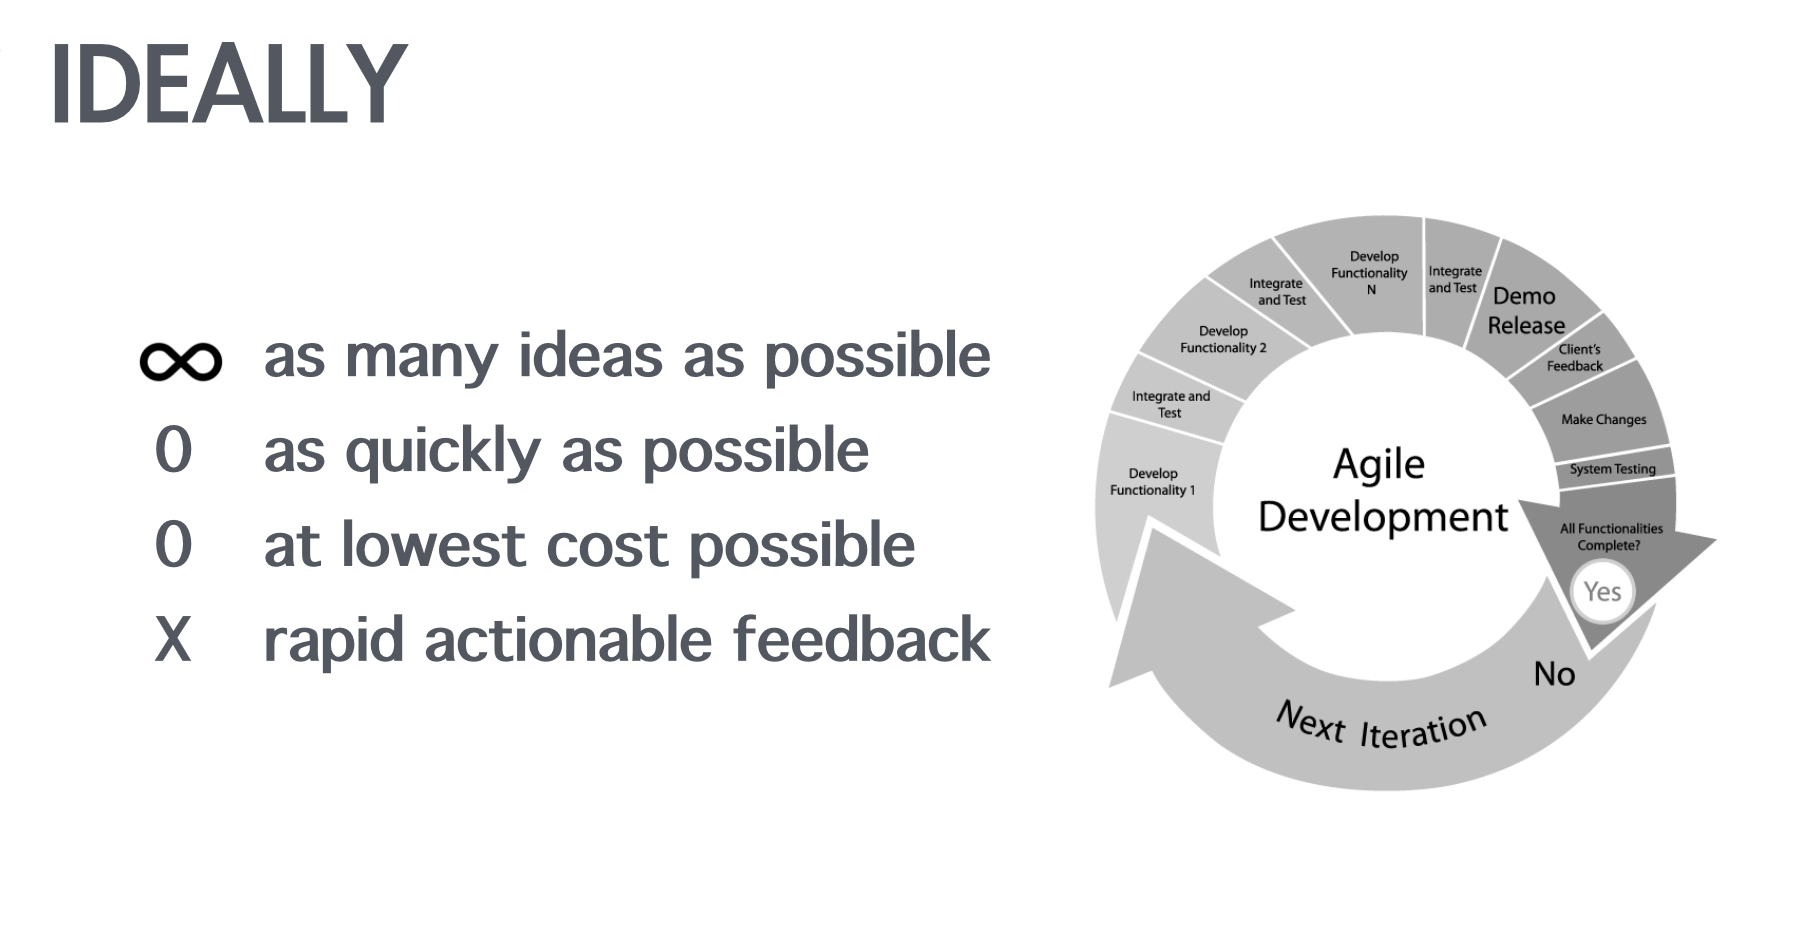 IDEALLY
∞ as many ideas as possible
0 as quickly as possible
0 at lowest cost possible
X rapid actionable feedback
Agile
Development
Develop
Functionality 1
Integrate and
Test
Develop
Functionality 2
Integrate
and Test
Develop
Functionality
N
Integrate
and Test
Demo
Release
Client's
Feedback
Make Changes
System Testing
All Functionalities
Complete?
Yes
No
Next Iteration